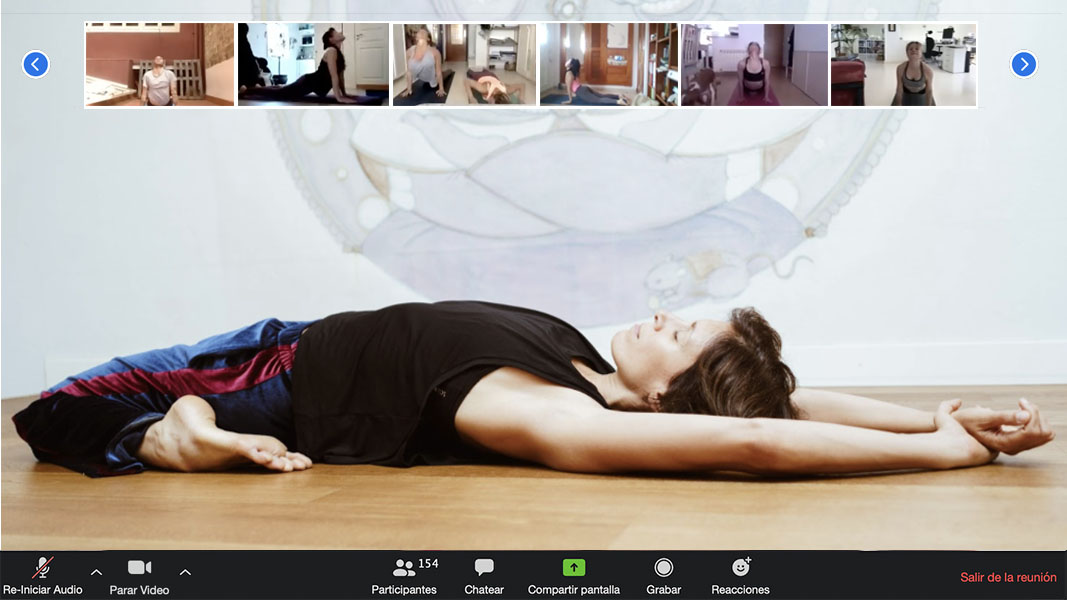 154
Re-Iniciar Audio
Parar Video
Participantes
Chatear
Compartir pantalla
Grabar
Reacciones
Salir de la reunión